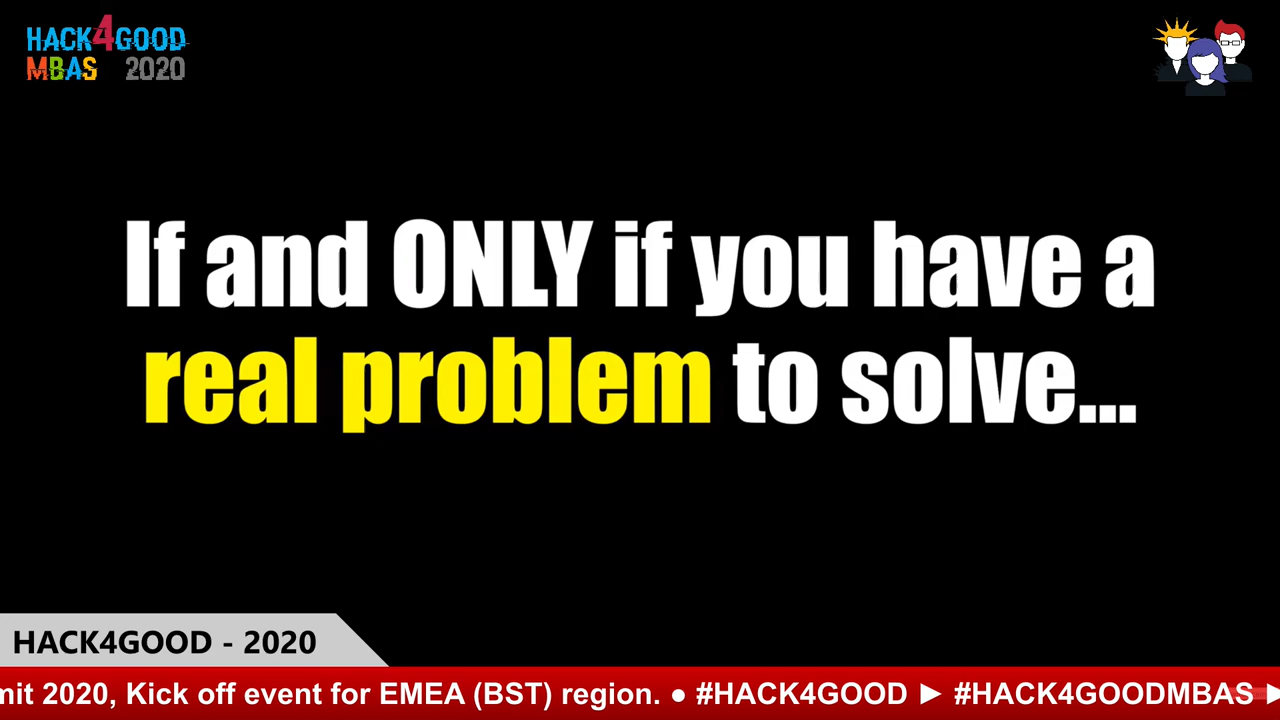 HACK4GOOD
MBAS 2020
If and ONLY if you have a
real problem to solve...
HACK4GOOD - 2020
mit 2020, Kick off event for EMEA (BST) region. ● #HACK4GOOD ► #HACK4GOODMBAS ►